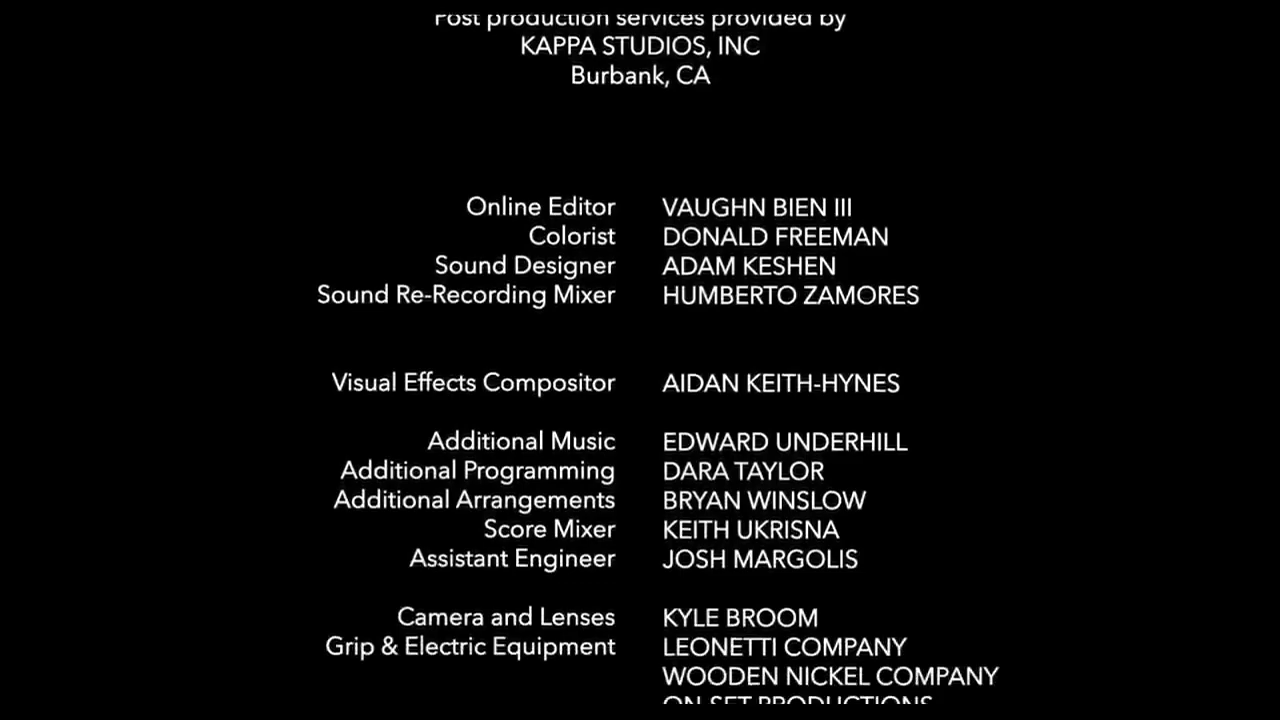 Post production services provided by
KAPPA STUDIOS, INC
Burbank, CA
Online Editor VAUGHN BIEN III
Colorist DONALD FREEMAN
Sound Designer ADAM KESHEN
Sound Re-Recording Mixer HUMBERTO ZAMORES
Visual Effects Compositor AIDAN KEITH-HYNES
Additional Music EDWARD UNDERHILL
Additional Programming DARA TAYLOR
Additional Arrangements BRYAN WINSLOW
Score Mixer KEITH UKRISNA
Assistant Engineer JOSH MARGOLIS
Camera and Lenses KYLE BROOM
Grip & Electric Equipment LEONETTI COMPANY
WOODEN NICKEL COMPANY
ON-SET PRODUCTIONS